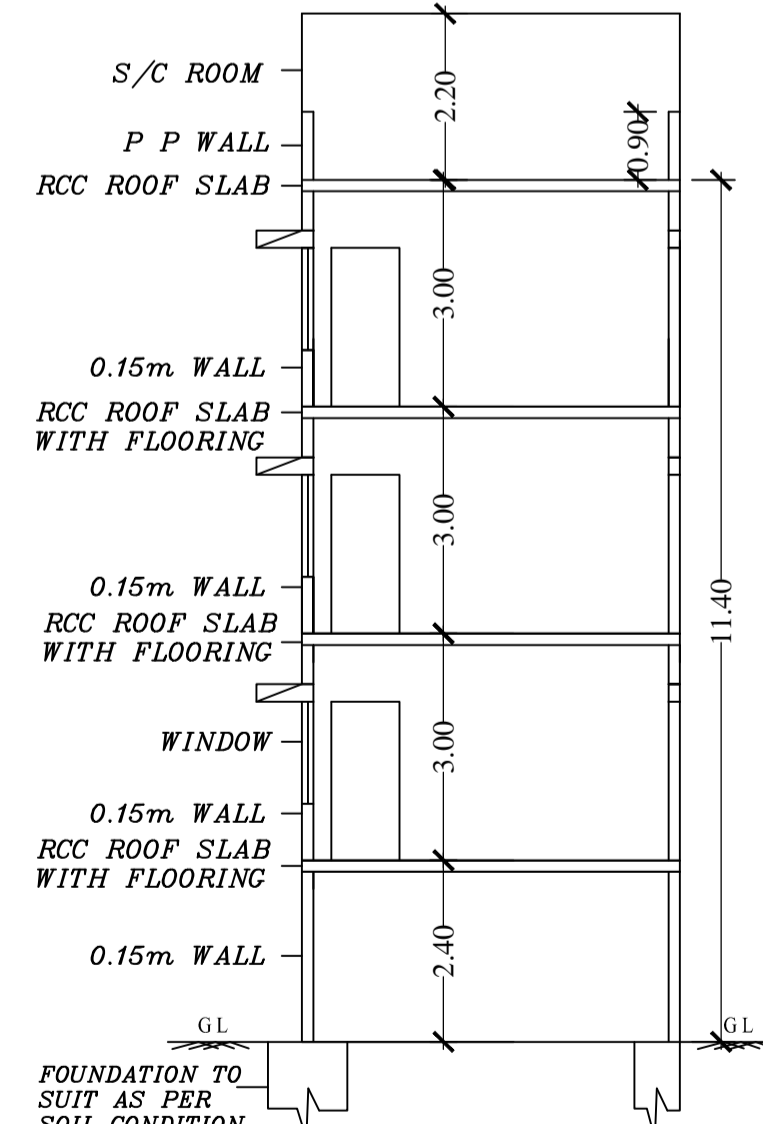 S/C ROOM
2.20
P P WALL
0.90
RCC ROOF SLAB
3.00
0.15m WALL
RCC ROOF SLAB
WITH FLOORING
3.00
0.15m WALL
11.40
RCC ROOF SLAB
WITH FLOORING
WINDOW
3.00
0.15m WALL
RCC ROOF SLAB
WITH FLOORING
0.15m WALL
2.40
GL
GL
FOUNDATION TO
SUIT AS PER
SOIL CONDITION